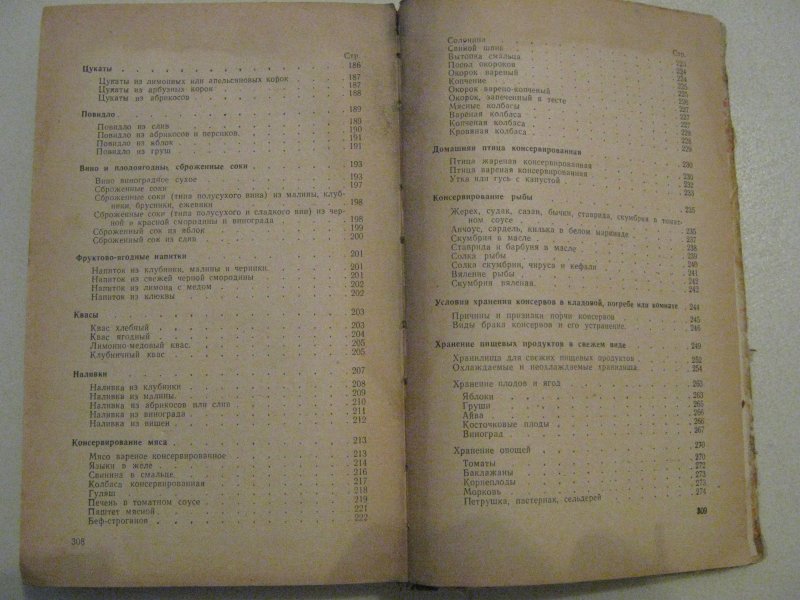 Стр.
Цукаты 186
Цукаты из лимонных или апельсиновых корок 187
Цукаты из арбузных корок 187
Цукаты из абрикосов 188
Повидло 189
Повидло из слив 189
Повидло из абрикосов и персиков 190
Повидло из яблок 191
Повидло из груш 191
Вино и плодоягодные сброженные соки 193
Вино виноградное сухое 193
Сброженные соки 197
Сброженные соки (типа полусухого вина) из малины, клуб-
ники, брусники, ежевики 198
Сброженные соки (типа полусухого и сладкого вин) из чер-
ной и красной смородины и винограда 198
Сброженный сок из яблок 199
Сброженный сок из слив 200
Фруктово-ягодные напитки 201
Напиток из клубники, малины и черники 201
Напиток из свежей черной смородины 201
Напиток из лимона с медом 202
Напиток из клюквы 202
Квасы 203
Квас хлебный 203
Квас ягодный 204
Лимонно-медовый квас 205
Клубничный квас 205
Наливки 207
Наливка из клубники 208
Наливка из малины 209
Наливка из абрикосов или слив 210
Наливка из винограда 211
Наливка из вишен 212
Консервирование мяса 213
Мясо вареное консервированное 213
Языки в желе 214
Свинина в смальце 216
Колбаса консервированная 217
Гуляш 218
Печень в томатном соусе 219
Паштет мясной 221
Беф-строганов 222
308
Солонина
Свиной шпик
Стр.
Вытопка смальца 223
Посол окороков 224
Окорок вареный 224
Копчение 225
Окорок варено-копченый 225
Окорок, запеченный в тесте 226
Мясные колбасы 227
Вареная колбаса 227
Копченая колбаса 228
Кровяная колбаса 228
229
Домашняя птица консервированная
Птица жареная консервированная 230
Птица вареная консервированная 230
Утка или гусь с капустой 232
233
Консервирование рыбы 235
Жерех, судак, сазан, бычки, ставрида, скумбрия в томат-
ном соусе 235
Анчоус, сардель, килька в белом маринаде 237
Скумбрия в масле 238
Ставрида и барбуня в масле 239
Солка рыбы 240
Солка скумбрии, чируса и кефали 241
Вяление рыбы 242
Скумбрия вяленая 242
Условия хранения консервов в кладовой, погребе или комнате 244
Причины и признаки порчи консервов 245
Виды брака консервов и его устранение 246
Хранение пищевых продуктов в свежем виде 249
Хранилища для свежих пищевых продуктов 252
Охлаждаемые и неохлаждаемые хранилища 254
Хранение плодов и ягод 263
Яблоки 263
Груши 265
Айва 266
Косточковые плоды 266
Виноград 267
Хранение овощей 270
Томаты 270
Баклажаны 272
Корнеплоды 273
Морковь 273
Петрушка, пастернак, сельдерей 274
309